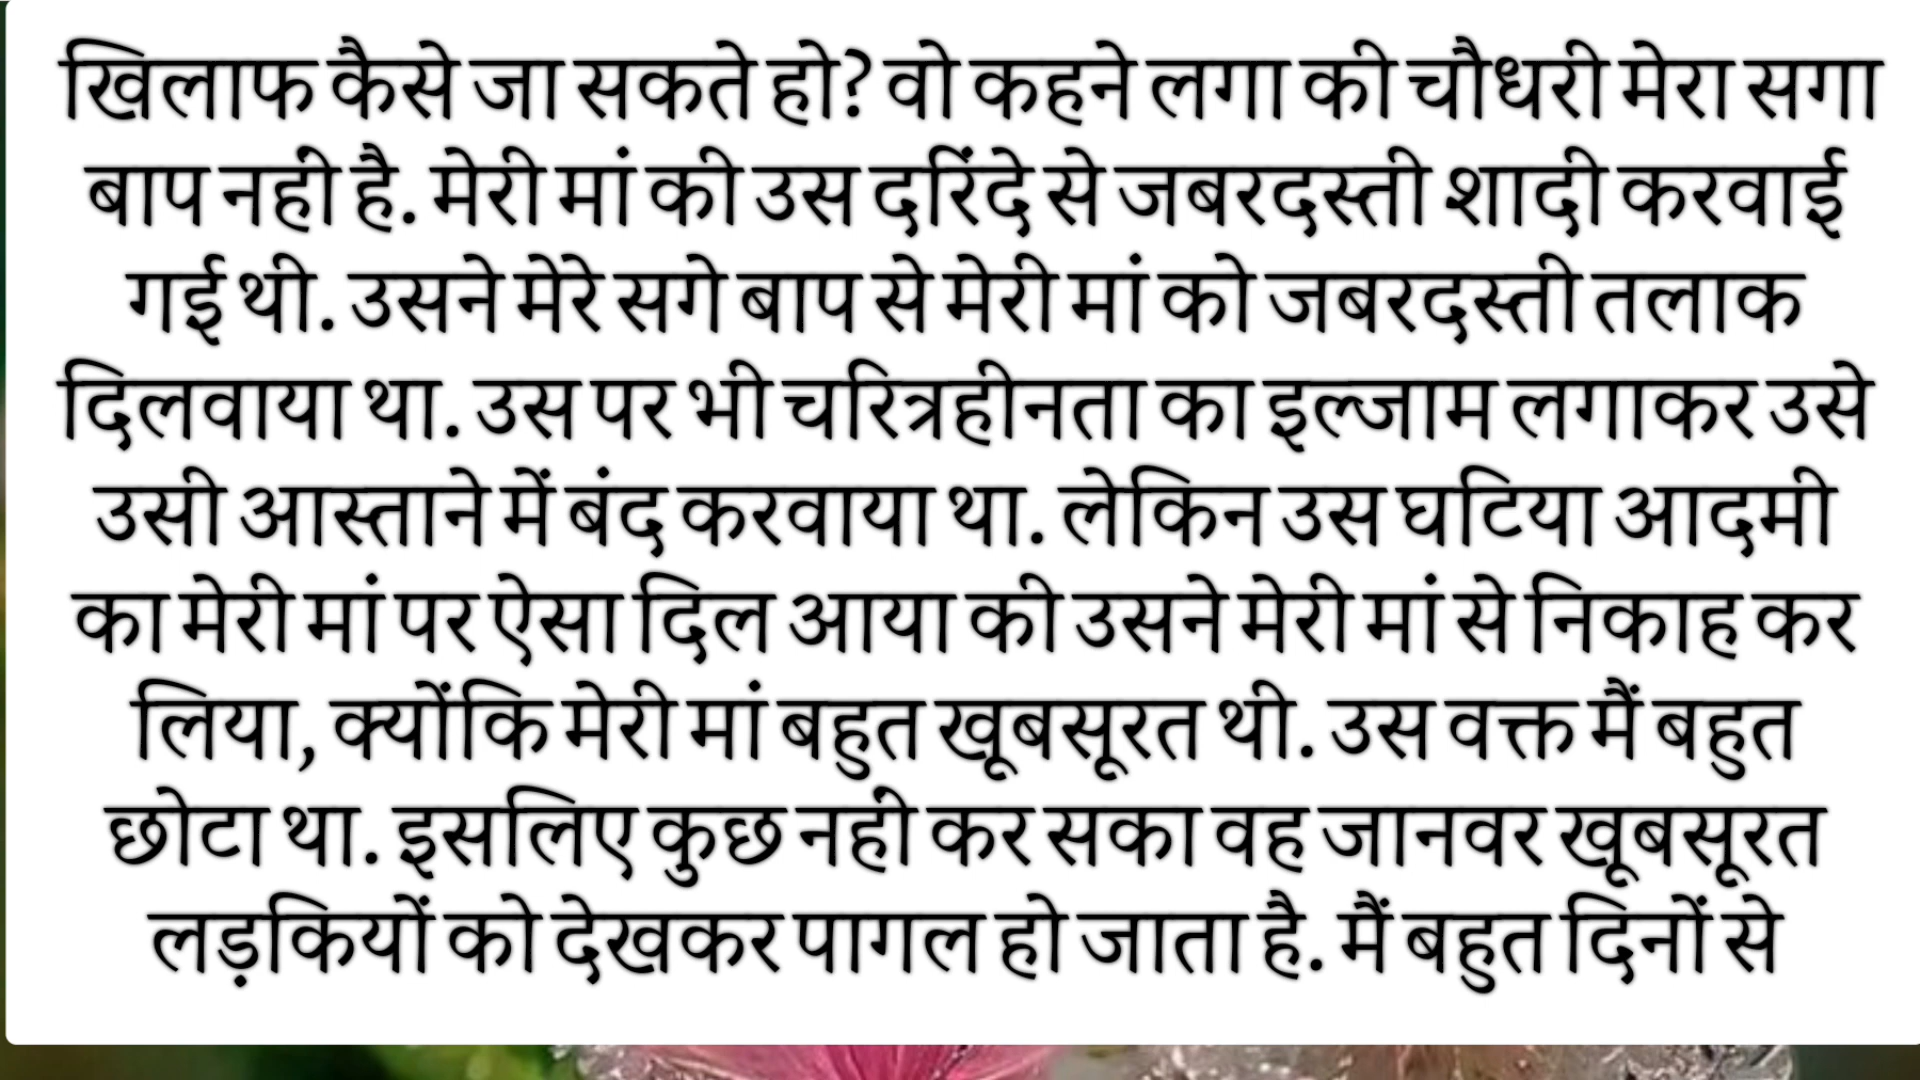 खिलाफ कैसे जा सकते हो? वो कहने लगा की चौधरी मेरा सगा
बाप नहीं है. मेरी मां की उस दरिंदे से जबरदस्ती शादी करवाई
गई थी. उसने मेरे सगे बाप से मेरी मां को जबरदस्ती तलाक
दिलवाया था. उस पर भी चरित्रहीनता का इल्जाम लगाकर उसे
उसी आस्ताने में बंद करवाया था. लेकिन उस घटिया आदमी
का मेरी मां पर ऐसा दिल आया की उसने मेरी मां से निकाह कर
लिया, क्योंकि मेरी मां बहुत खूबसूरत थी. उस वक्त मैं बहुत
छोटा था. इसलिए कुछ नहीं कर सका वह जानवर खूबसूरत
लड़कियों को देखकर पागल हो जाता है. मैं बहुत दिनों से